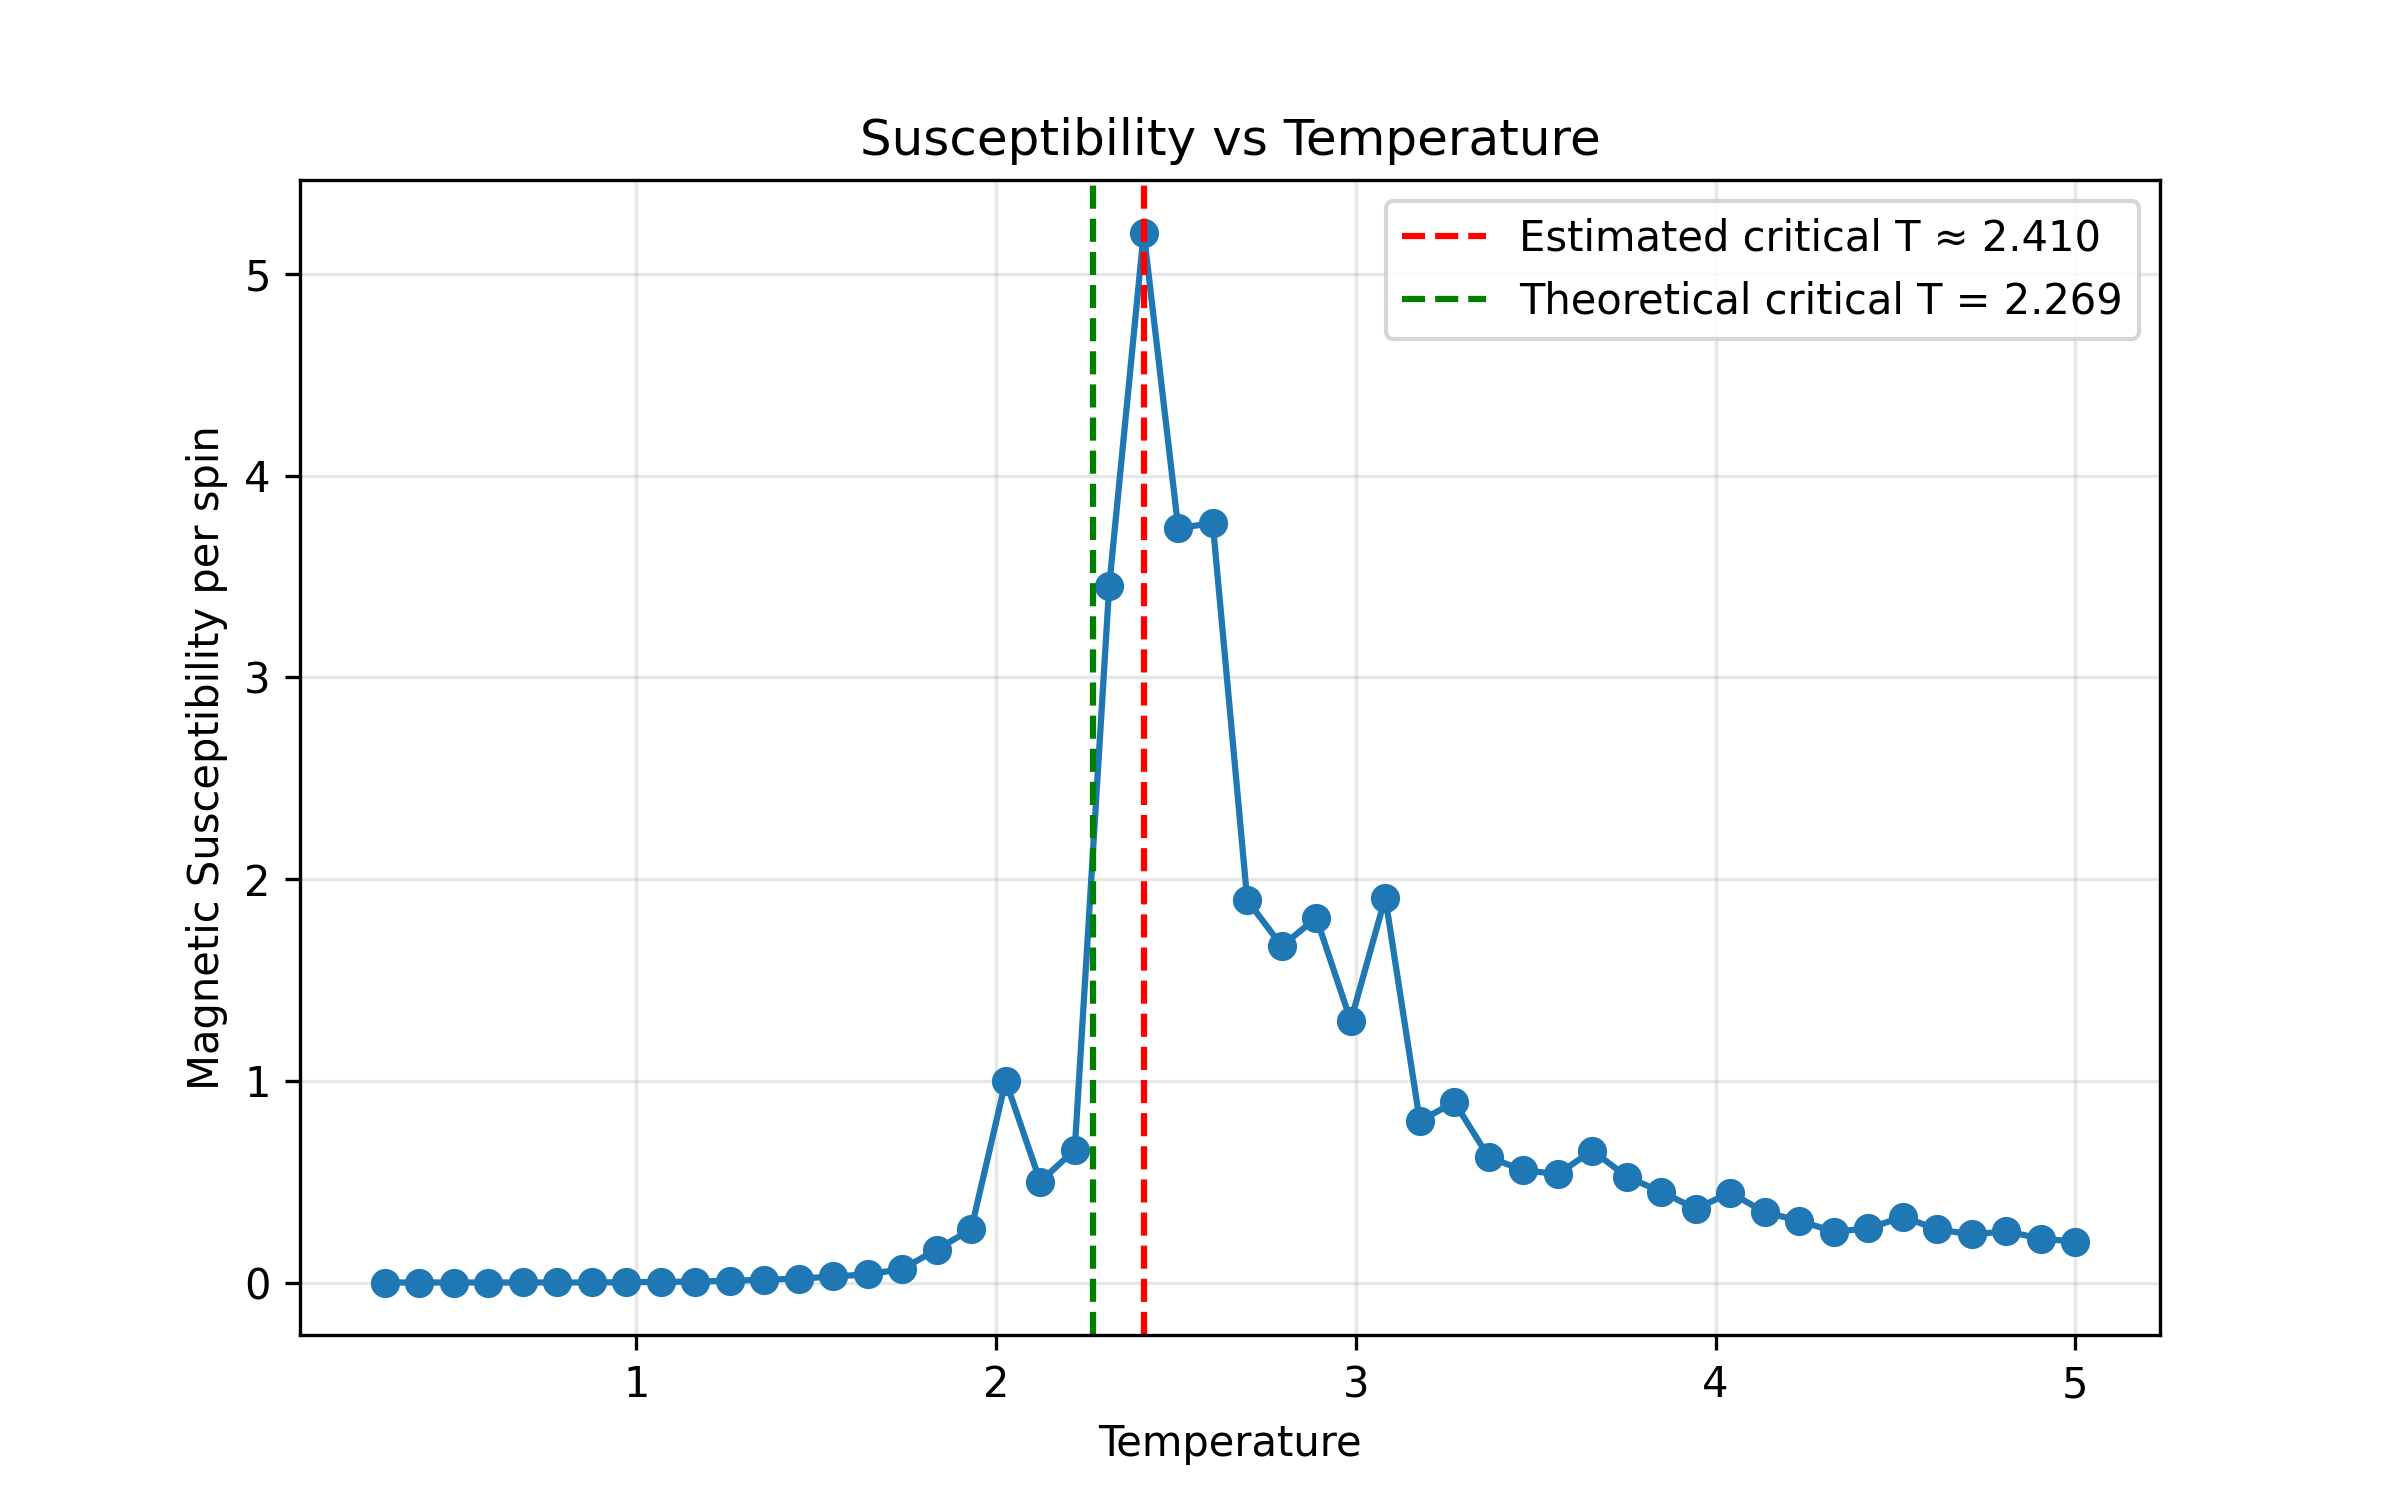 Susceptibility vs Temperature
Estimated critical T ≈ 2.410
Theoretical critical T = 2.269
Magnetic Susceptibility per spin
5
4
3
2
1
0
1 2 3 4 5
Temperature